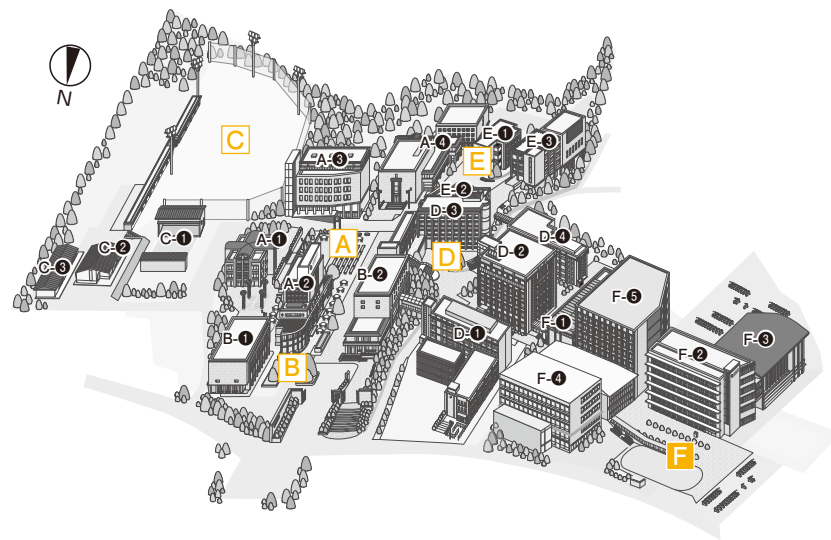 N
C
A-❸
A-❹
E-❶
E-❸
E
E-❷
D-❸
C-❶
C-❷
C-❸
A-❶
A
A-❷
B-❷
D
D-❷
D-❹
B-❶
B
D-❶
F-❶
F-❺
F-❸
F-❷
F-❹
F